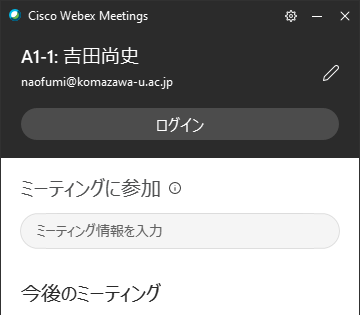 Cisco Webex Meetings
A1-1: 吉田尚史
naofumi@komazawa-u.ac.jp
ログイン
ミーティングに参加
ミーティング情報を入力
今後のミーティング